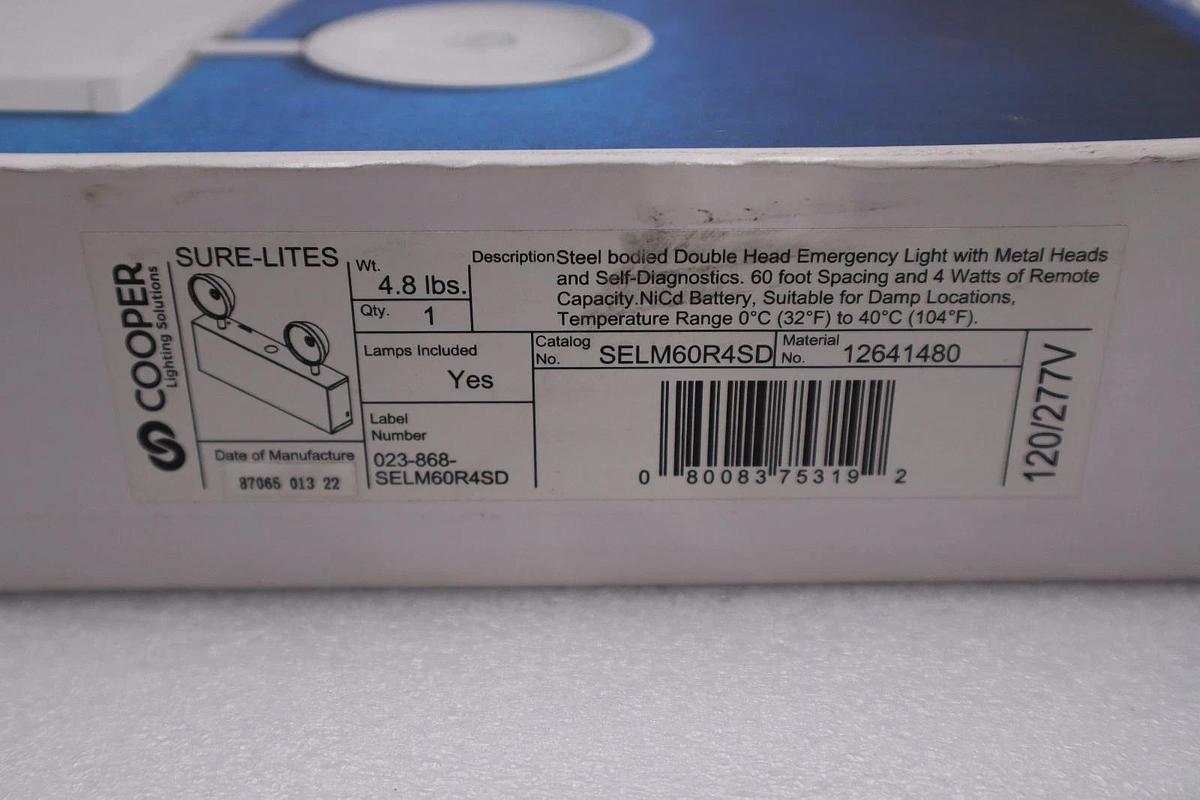 COOPER
Lighting Solutions
SURE-LITES
Wt.
4.8 lbs.
Qty. 1
Description Steel bodied Double Head Emergency Light with Metal Heads
and Self-Diagnostics. 60 foot Spacing and 4 Watts of Remote
Capacity.NiCd Battery, Suitable for Damp Locations,
Temperature Range 0°C (32°F) to 40°C (104°F).
Lamps Included
Yes
Catalog
No. SELM60R4SD
Material
No. 12641480
Label
Number
023-868-
SELM60R4SD
Date of Manufacture
87065 013 22
0 80083 75319 2
120/277V